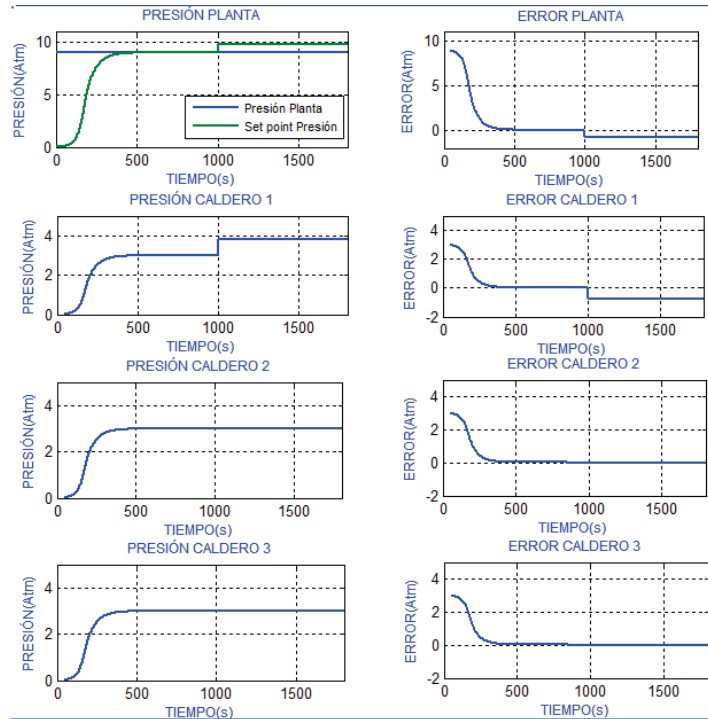 PRESIÓN PLANTA
PRESIÓN(Atm)
10
5
0
Presión Planta
Set point Presión
0 500 1000 1500
TIEMPO(s)
ERROR PLANTA
ERROR(Atm)
10
5
0
0 500 1000 1500
TIEMPO(s)
PRESIÓN CALDERO 1
PRESIÓN(Atm)
4
2
0
0 500 1000 1500
TIEMPO(s)
ERROR CALDERO 1
ERROR(Atm)
4
2
0
-2
0 500 1000 1500
TIEMPO(s)
PRESIÓN CALDERO 2
PRESIÓN(Atm)
4
2
0
0 500 1000 1500
TIEMPO(s)
ERROR CALDERO 2
ERROR(Atm)
4
2
0
-2
0 500 1000 1500
TIEMPO(s)
PRESIÓN CALDERO 3
PRESIÓN(Atm)
4
2
0
0 500 1000 1500
TIEMPO(s)
ERROR CALDERO 3
ERROR(Atm)
4
2
0
-2
0 500 1000 1500
TIEMPO(s)